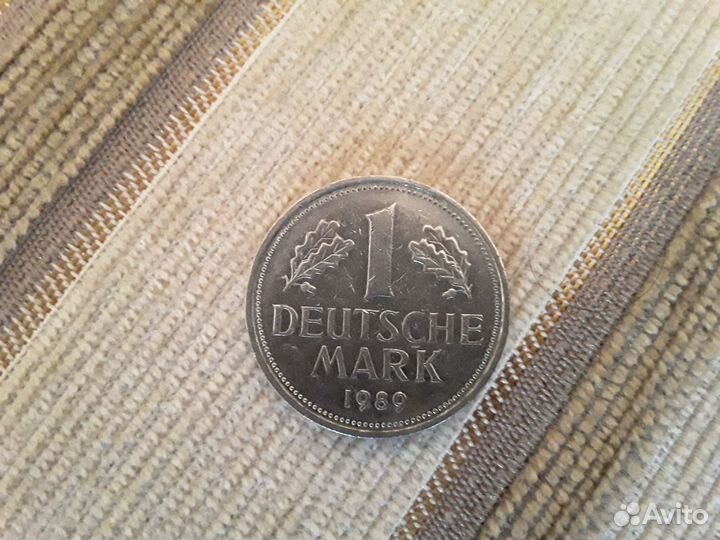 1
DEUTSCHE
MARK
1989
Avito